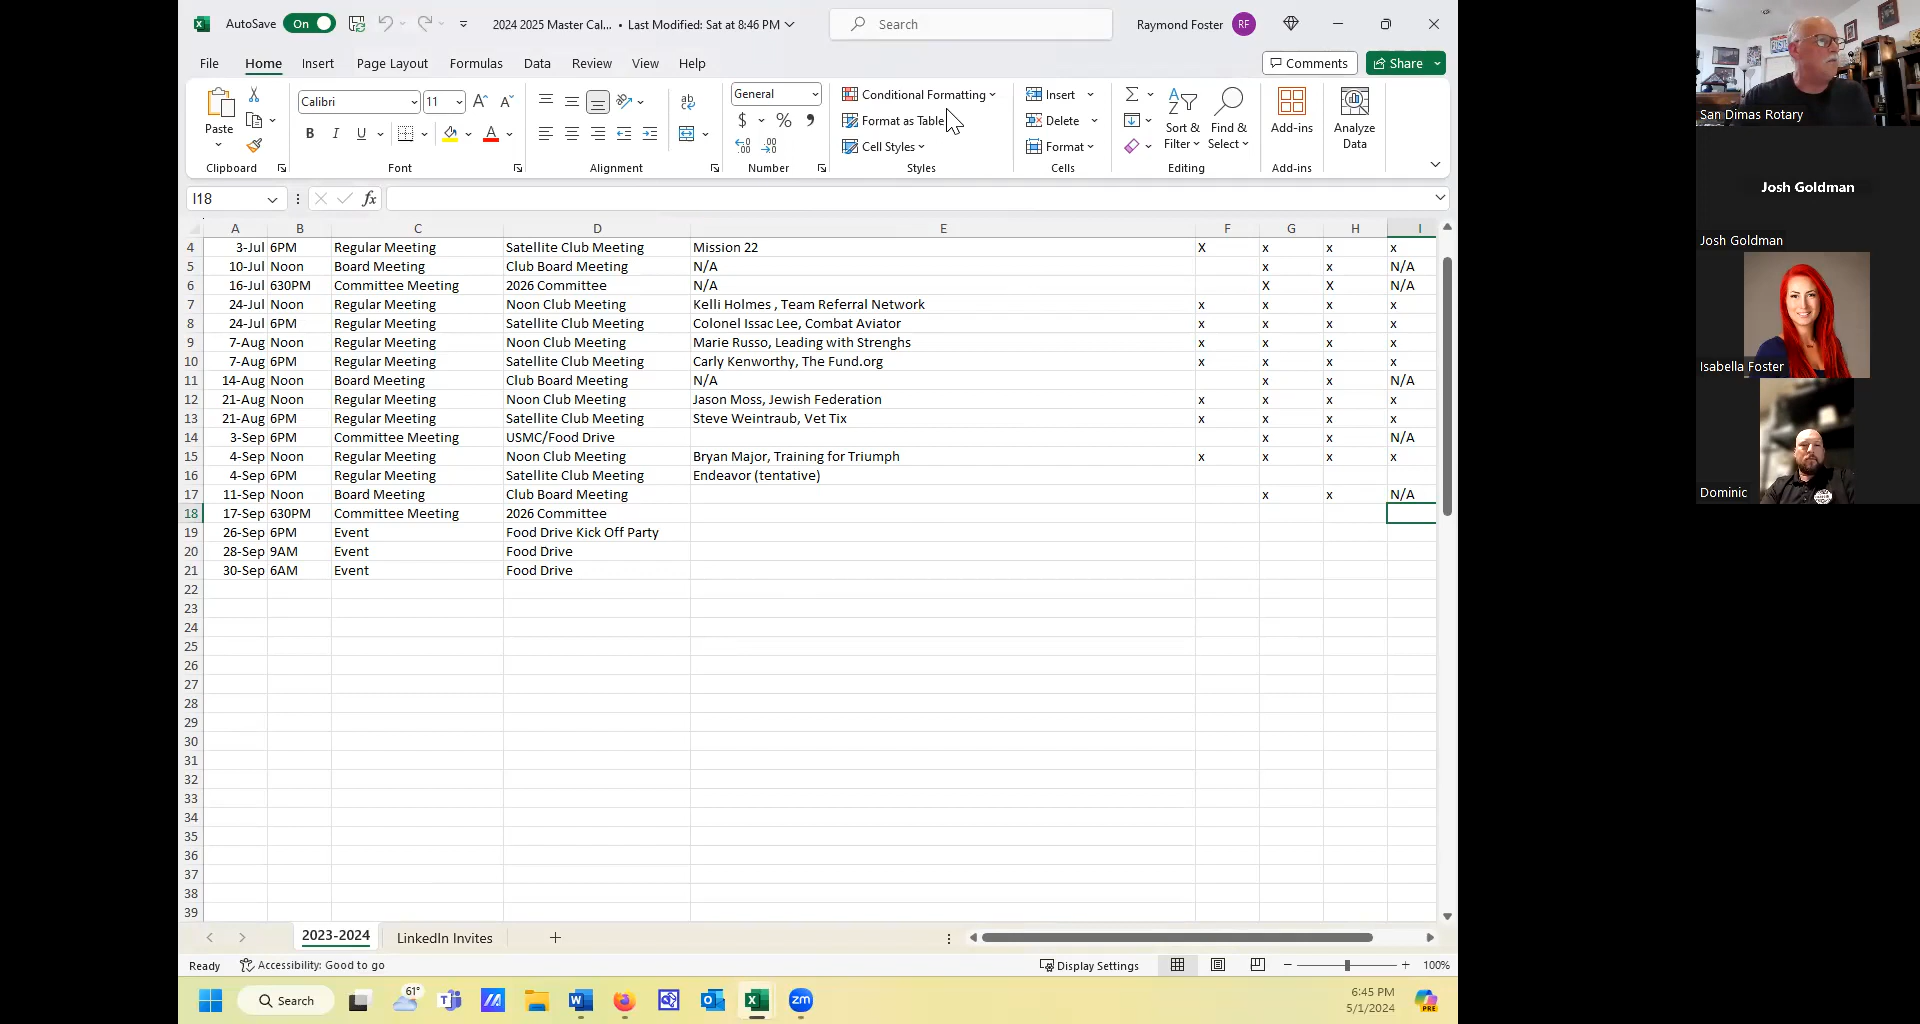 AutoSave On 2024 2025 Master Cal... • Last Modified: Sat at 8:46 PM Search Raymond Foster RF
File Home Insert Page Layout Formulas Data Review View Help Comments Share
Paste Calibri 11 General Conditional Formatting Insert Sort & Filter Find & Select Add-ins Analyze Data
B I U $ % Format as Table Delete
Cell Styles Format
Clipboard Font Alignment Number Styles Cells Editing Add-ins
I18 fx
A B C D E F G H I
4 3-Jul 6PM Regular Meeting Satellite Club Meeting Mission 22 X x x x
5 10-Jul Noon Board Meeting Club Board Meeting N/A x x N/A
6 16-Jul 630PM Committee Meeting 2026 Committee N/A X X N/A
7 24-Jul Noon Regular Meeting Noon Club Meeting Kelli Holmes , Team Referral Network x x x x
8 24-Jul 6PM Regular Meeting Satellite Club Meeting Colonel Issac Lee, Combat Aviator x x x x
9 7-Aug Noon Regular Meeting Noon Club Meeting Marie Russo, Leading with Strenghs x x x x
10 7-Aug 6PM Regular Meeting Satellite Club Meeting Carly Kenworthy, The Fund.org x x x x
11 14-Aug Noon Board Meeting Club Board Meeting N/A x x N/A
12 21-Aug Noon Regular Meeting Noon Club Meeting Jason Moss, Jewish Federation x x x x
13 21-Aug 6PM Regular Meeting Satellite Club Meeting Steve Weintraub, Vet Tix x x x x
14 3-Sep 6PM Committee Meeting USMC/Food Drive x x N/A
15 4-Sep Noon Regular Meeting Noon Club Meeting Bryan Major, Training for Triumph x x x x
16 4-Sep 6PM Regular Meeting Satellite Club Meeting Endeavor (tentative)
17 11-Sep Noon Board Meeting Club Board Meeting x x N/A
18 17-Sep 630PM Committee Meeting 2026 Committee
19 26-Sep 6PM Event Food Drive Kick Off Party
20 28-Sep 9AM Event Food Drive
21 30-Sep 6AM Event Food Drive
22
23
24
25
26
27
28
29
30
31
32
33
34
35
36
37
38
39
2023-2024 LinkedIn Invites
Ready Accessibility: Good to go Display Settings 100%
61° Search zm PRE
6:45 PM
5/1/2024
San Dimas Rotary
Josh Goldman
Josh Goldman
Isabella Foster
Dominic